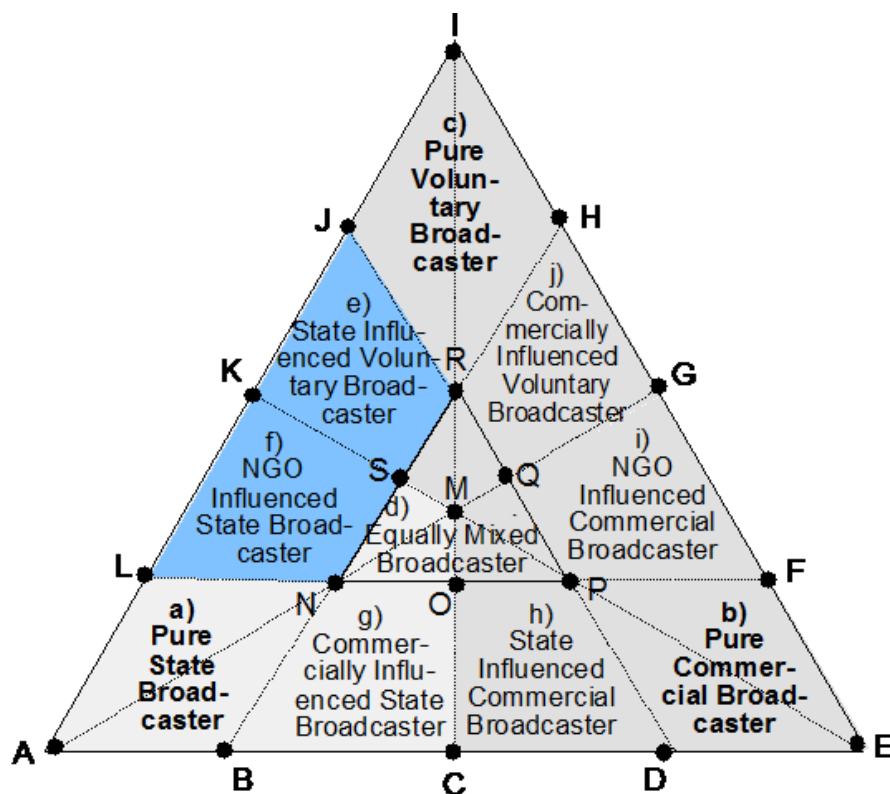 I
c)
Pure
Volun-
tary
Broad-
caster
J
H
j)
Com-
mercially
Influenced
Voluntary
Broadcaster
e)
State Influ-
enced Volun-
tary Broad-
caster
R
K
G
f)
NGO
Influenced
State Broad-
caster
S
M
Q
i)
NGO
Influenced
Commercial
Broadcaster
d)
Equally Mixed
Broadcaster
L
N
O
P
F
a)
Pure
State
Broad-
caster
g)
Commer-
cially Influ-
enced State
Broadcaster
h)
State
Influenced
Commercial
Broadcaster
b)
Pure
Commer-
cial Broad-
caster
A
B
C
D
E